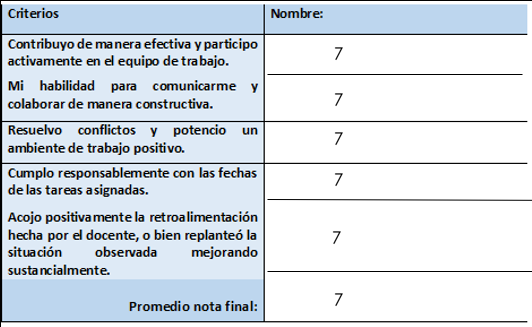 Criterios Nombre:
Contribuyo de manera efectiva y participo
activamente en el equipo de trabajo. 7
Mi habilidad para comunicarme y
colaborar de manera constructiva. 7
Resuelvo conflictos y potencio un
ambiente de trabajo positivo. 7
Cumplo responsablemente con las fechas
de las tareas asignadas. 7
Acojo positivamente la retroalimentación
hecha por el docente, o bien replanteó la
situación observada mejorando
sustancialmente. 7
Promedio nota final: 7